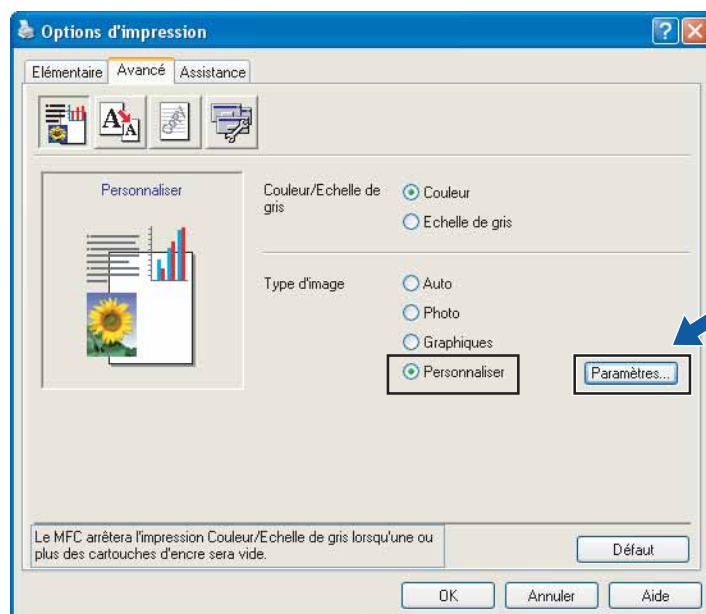 Options d'impression
Elémentaire Avancé Assistance
Personnaliser
Couleur/Echelle de
gris
Couleur
Echelle de gris
Type d'image
Auto
Photo
Graphiques
Personnaliser
Paramètres...
Le MFC arrêtera l'impression Couleur/Echelle de gris lorsqu'une ou
plus des cartouches d'encre sera vide.
Défaut
OK Annuler Aide